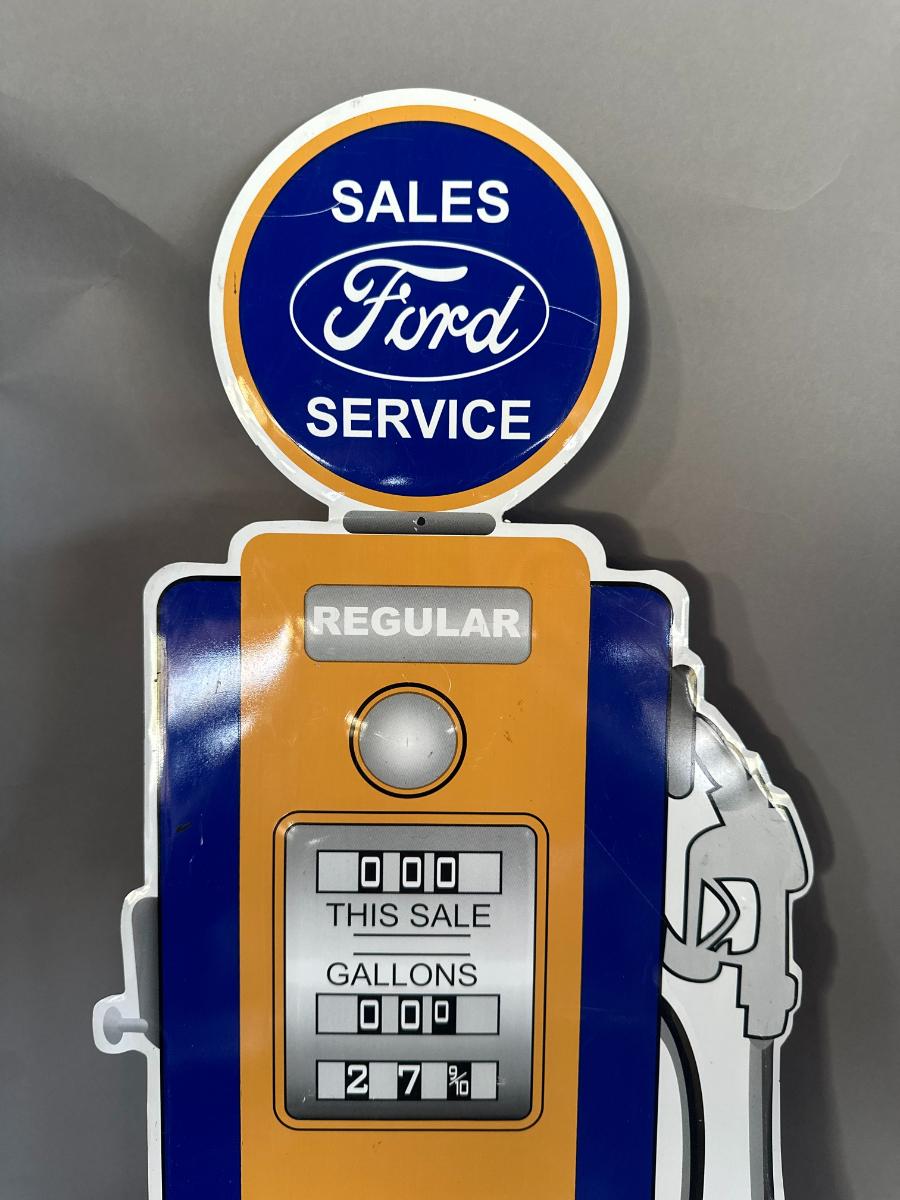 SALES
Ford
SERVICE
REGULAR
000
THIS SALE
GALLONS
000
27 9/10